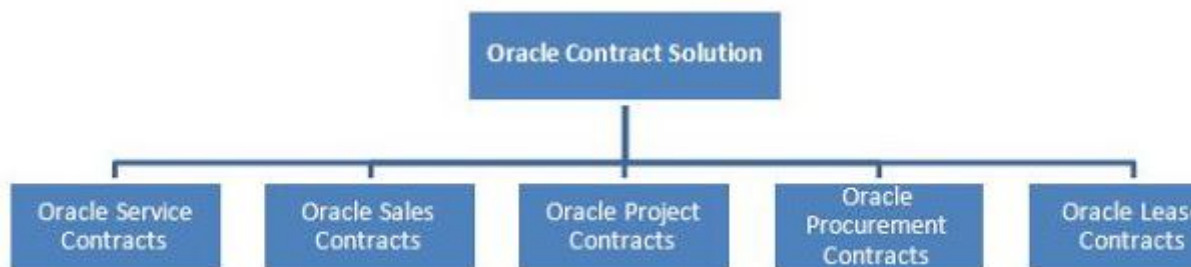 Oracle Contract Solution
Oracle Service
Contracts
Oracle Sales
Contracts
Oracle Project
Contracts
Oracle
Procurement
Contracts
Oracle Leas
Contracts